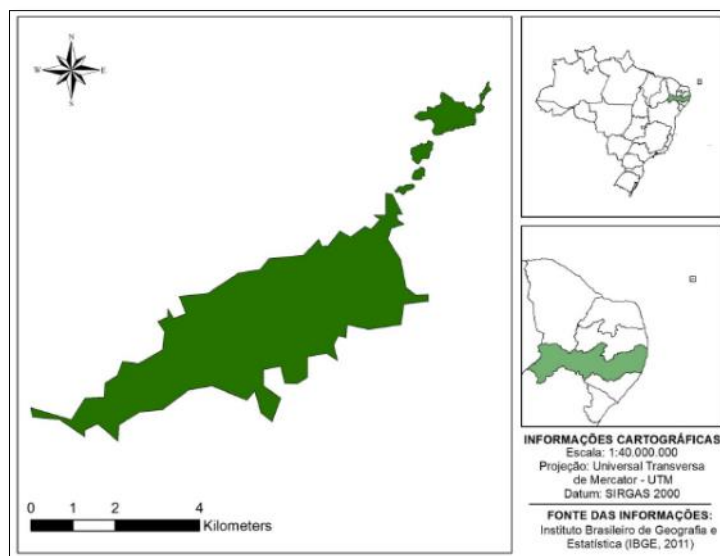 N
W E
S
0 1 2 4
Kilometers
INFORMAÇÕES CARTOGRÁFICAS
Escala: 1:40.000.000
Projeção: Universal Transversa
de Mercator - UTM
Datum: SIRGAS 2000
FONTE DAS INFORMAÇÕES:
Instituto Brasileiro de Geografia e
Estatística (IBGE, 2011)